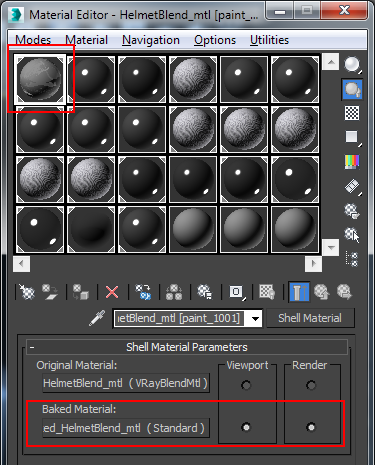 Material Editor - HelmetBlend_mtl [paint_...
Modes Material Navigation Options Utilities
ıetBlend_mtl [paint_1001] Shell Material
- Shell Material Parameters
Original Material: Viewport Render
HelmetBlend_mtl ( VRayBlendMtl )
Baked Material:
ed_HelmetBlend_mtl ( Standard )